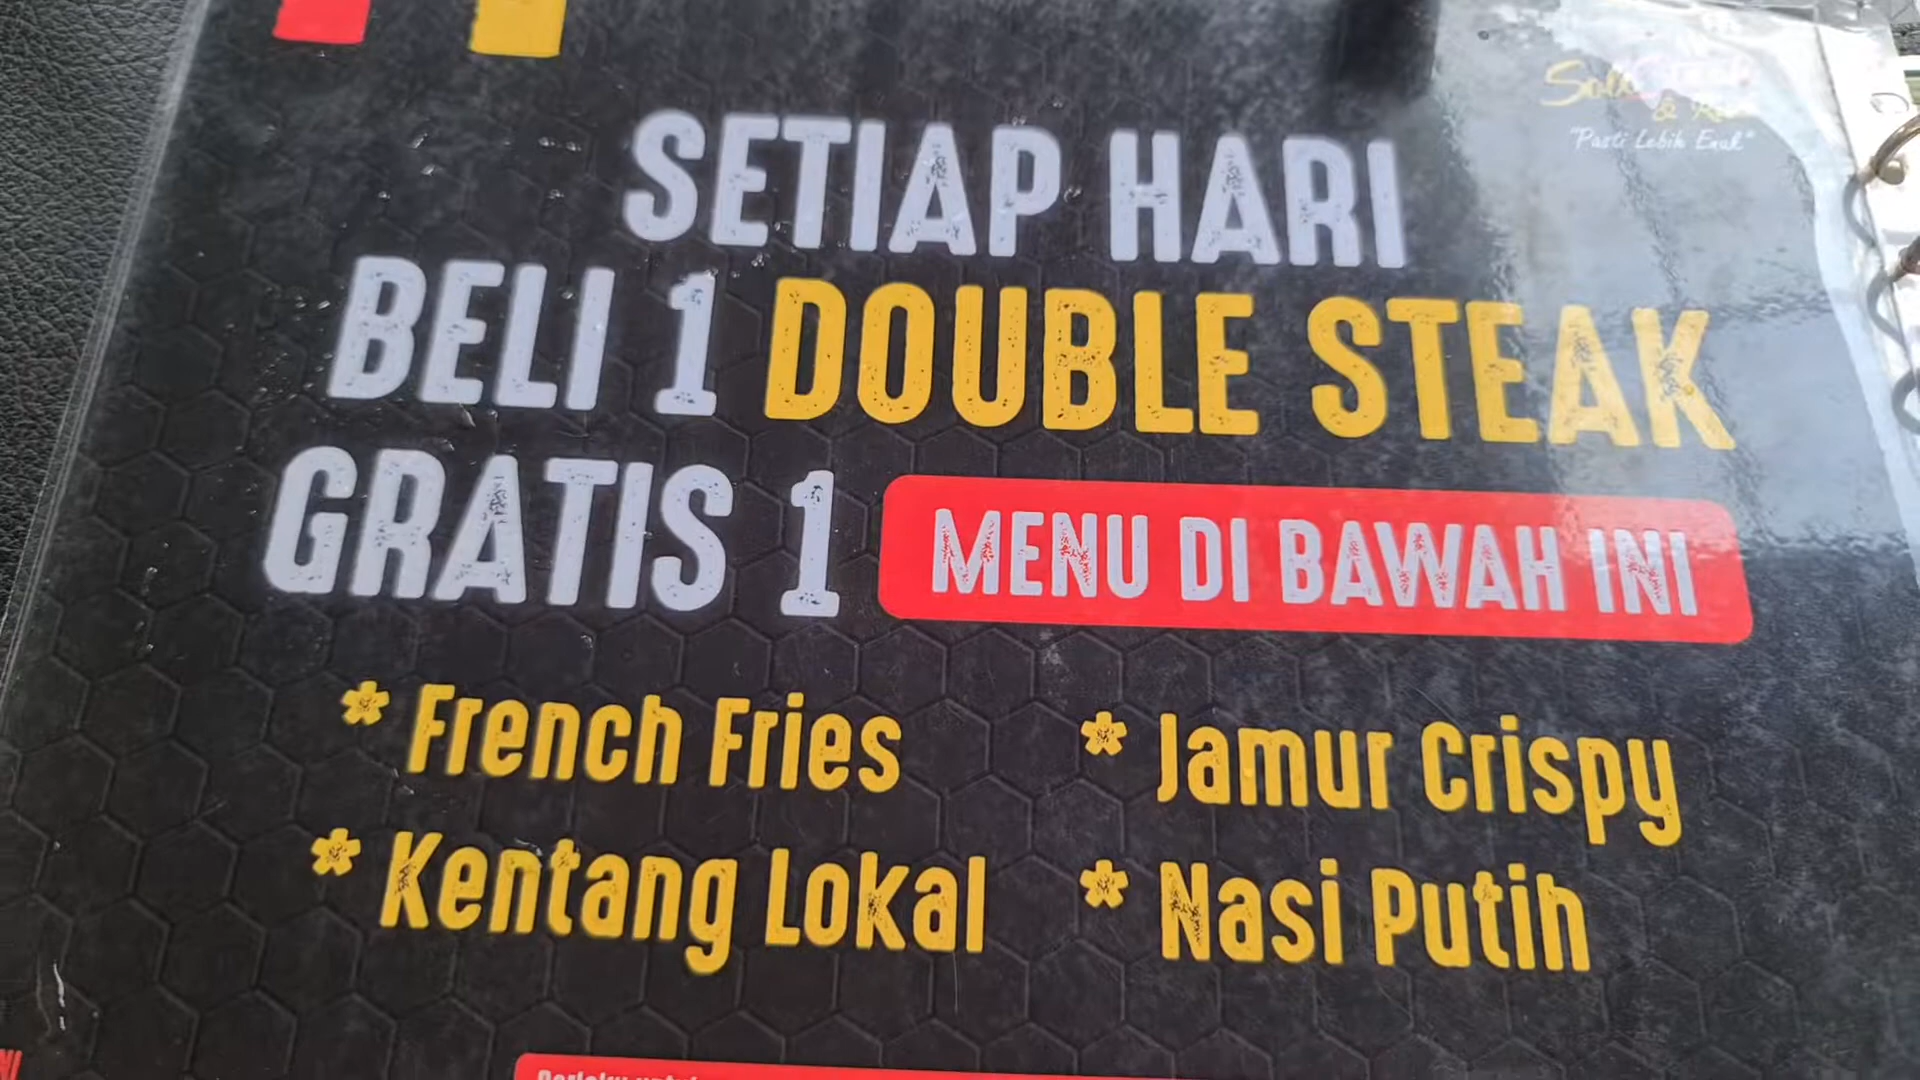 "Pasti Lebih Enak"
SETIAP HARI
BELI 1 DOUBLE STEAK
GRATIS 1 MENU DI BAWAH INI
* French Fries * Jamur Crispy
* Kentang Lokal * Nasi Putih